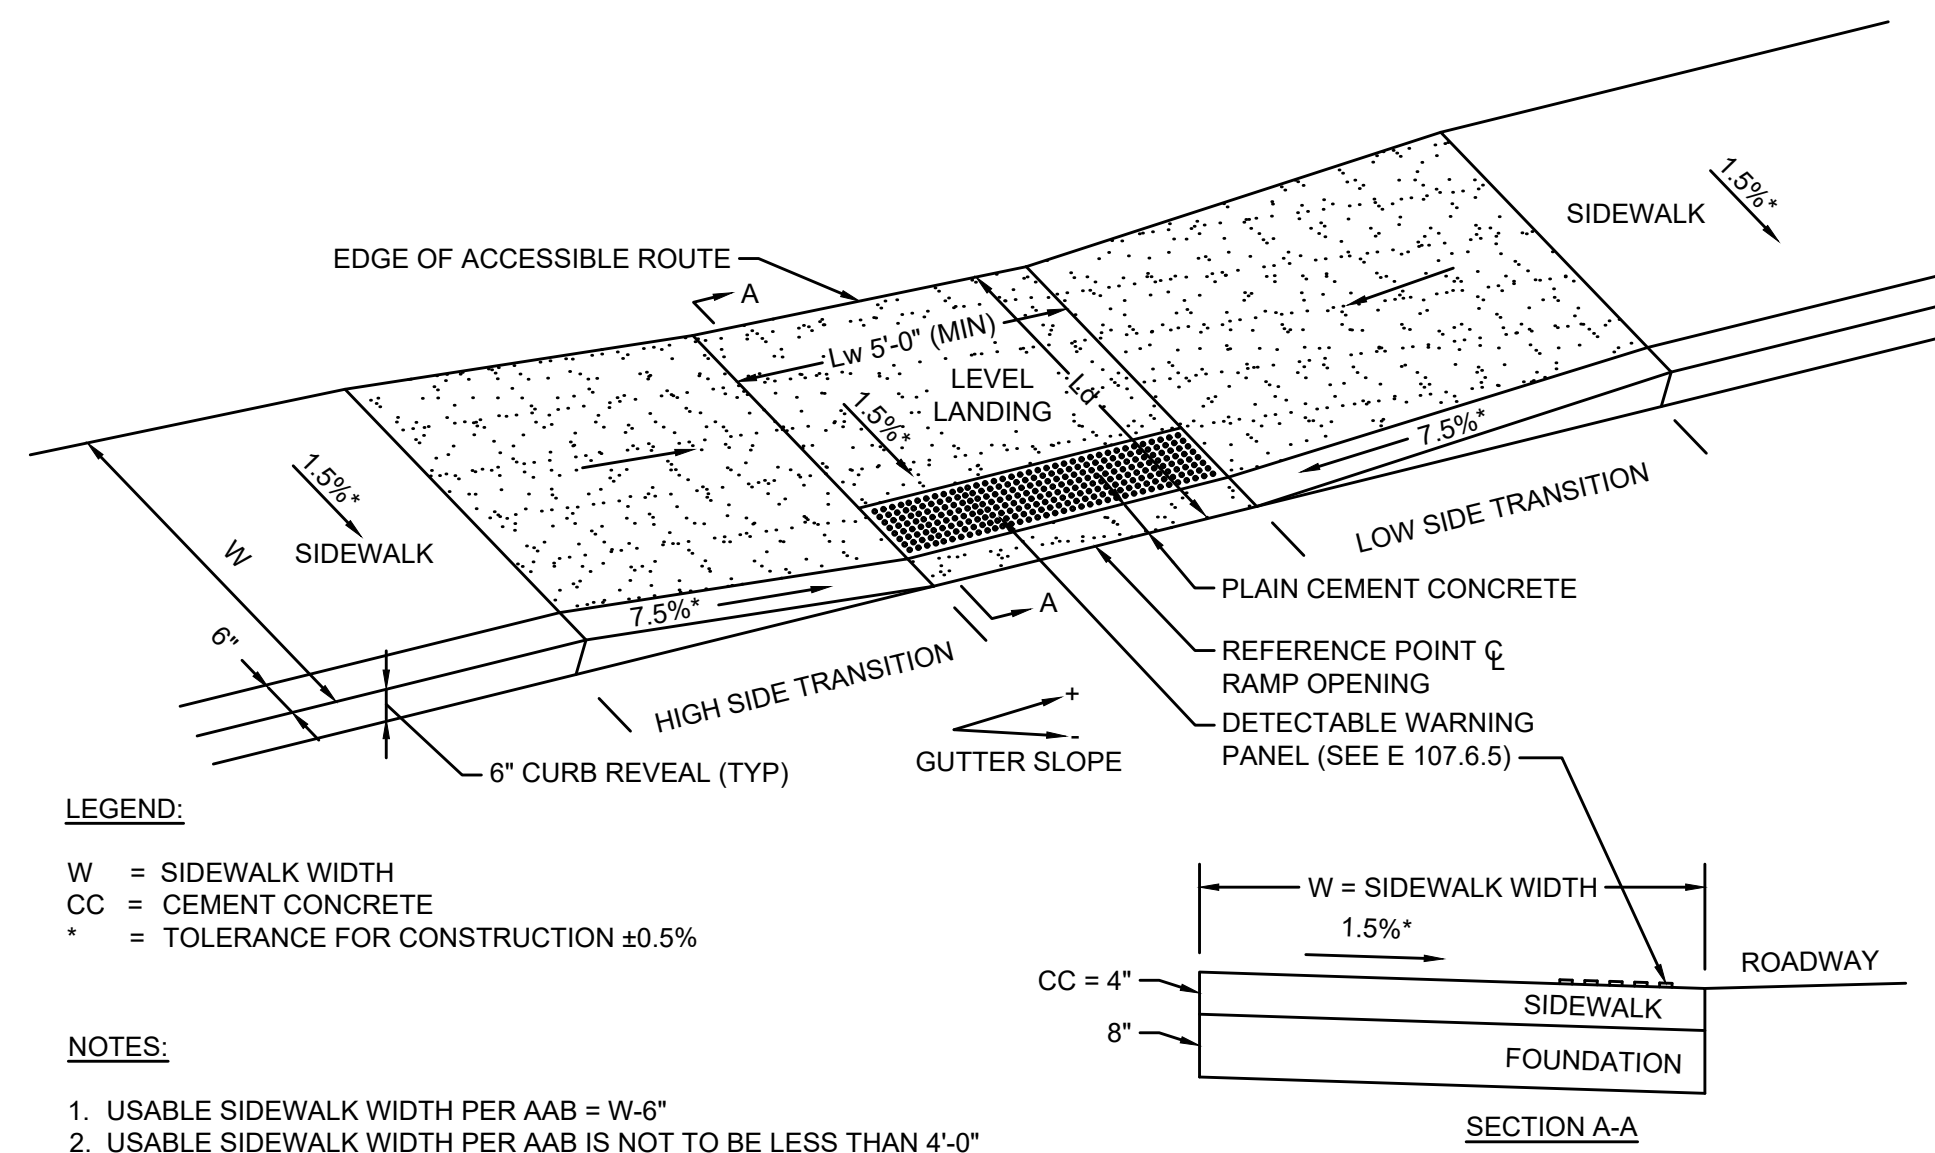 1.5%*
SIDEWALK
EDGE OF ACCESSIBLE ROUTE
A
Lw 5'-0" (MIN)
LEVEL
LANDING
Ld
1.5%*
7.5%*
1.5%*
SIDEWALK
W
6"
7.5%*
A
LOW SIDE TRANSITION
HIGH SIDE TRANSITION
PLAIN CEMENT CONCRETE
REFERENCE POINT ℄
RAMP OPENING
DETECTABLE WARNING
PANEL (SEE E 107.6.5)
+
-
GUTTER SLOPE
6" CURB REVEAL (TYP)
LEGEND:
W = SIDEWALK WIDTH
CC = CEMENT CONCRETE
* = TOLERANCE FOR CONSTRUCTION ±0.5%
W = SIDEWALK WIDTH
1.5%*
ROADWAY
CC = 4"
SIDEWALK
8"
FOUNDATION
SECTION A-A
NOTES:
1. USABLE SIDEWALK WIDTH PER AAB = W-6"
2. USABLE SIDEWALK WIDTH PER AAB IS NOT TO BE LESS THAN 4'-0"